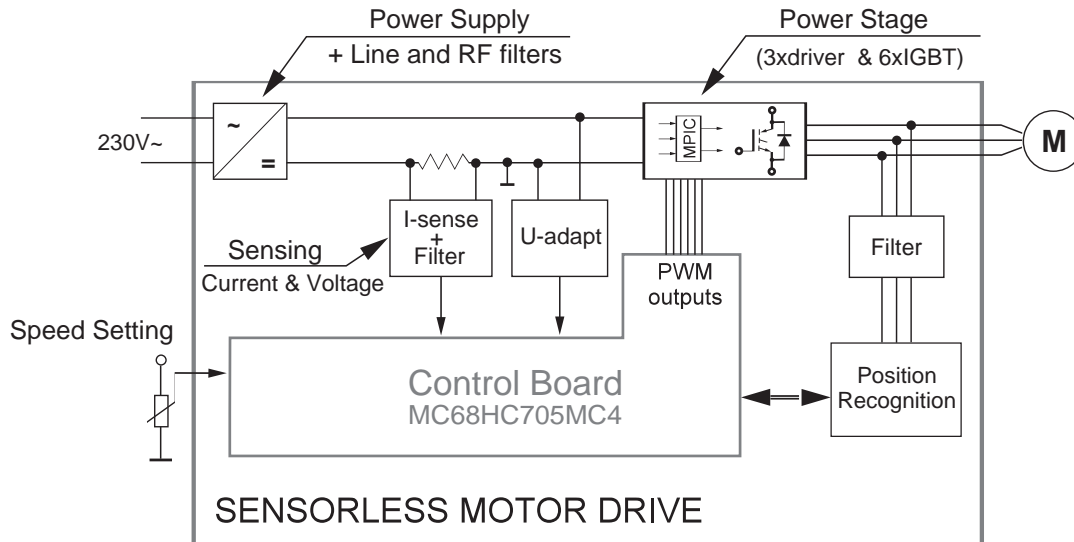 Power Supply
+ Line and RF filters
Power Stage
(3xdriver & 6xIGBT)
230V~
~
=
MPIC
M
I-sense
+
Filter
U-adapt
Sensing
Current & Voltage
PWM
outputs
Filter
Speed Setting
Control Board
MC68HC705MC4
Position
Recognition
SENSORLESS MOTOR DRIVE